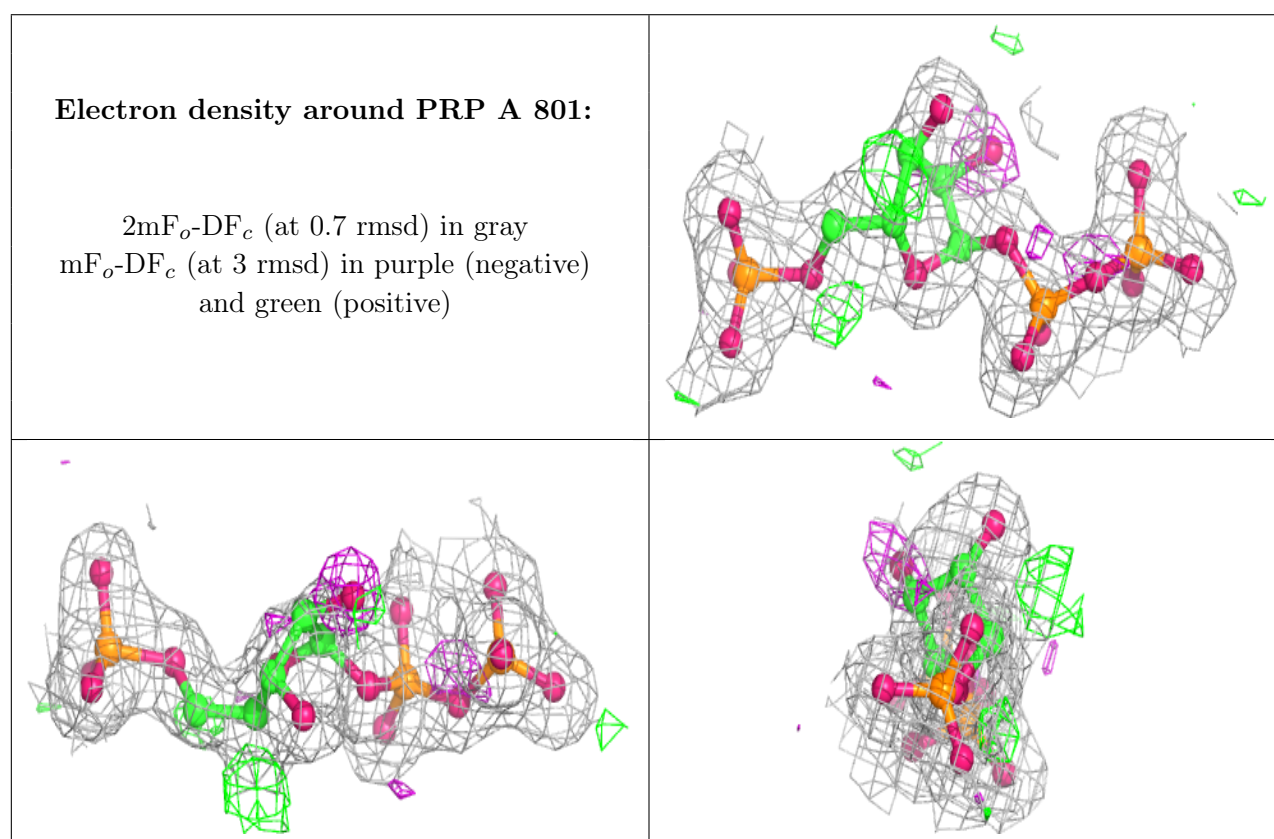 Electron density around PRP A 801:
2mFₒ-DF𝒸 (at 0.7 rmsd) in gray
mFₒ-DF𝒸 (at 3 rmsd) in purple (negative)
and green (positive)